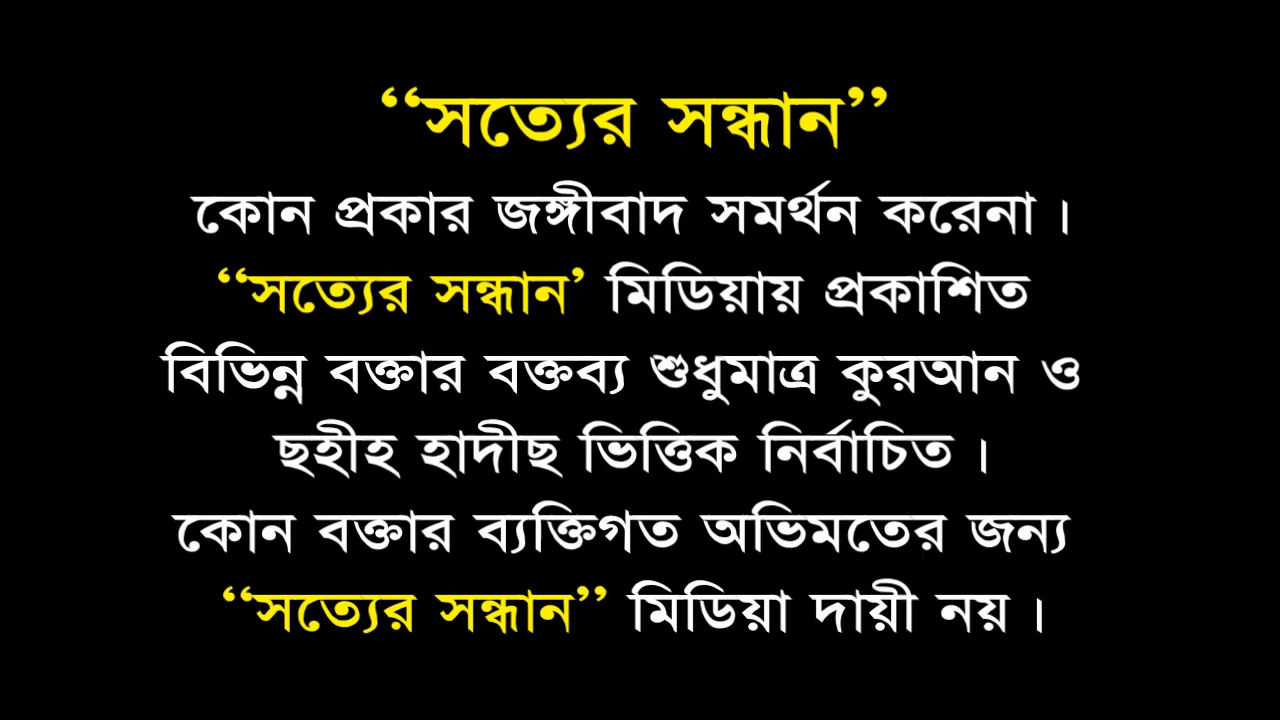 ‘‘সত্যের সন্ধান’’
কোন প্রকার জঙ্গীবাদ সমর্থন করেনা।
‘‘সত্যের সন্ধান’ মিডিয়ায় প্রকাশিত
বিভিন্ন বক্তার বক্তব্য শুধুমাত্র কুরআন ও
ছহীহ হাদীছ ভিত্তিক নির্বাচিত।
কোন বক্তার ব্যক্তিগত অভিমতের জন্য
‘‘সত্যের সন্ধান’’ মিডিয়া দায়ী নয়।